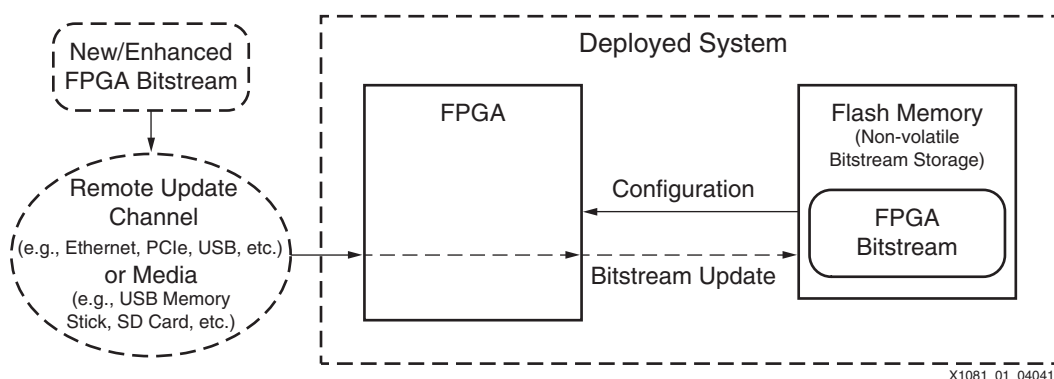 New/Enhanced
FPGA Bitstream
Remote Update
Channel
(e.g., Ethernet, PCIe, USB, etc.)
or Media
(e.g., USB Memory
Stick, SD Card, etc.)
Deployed System
FPGA
Configuration
Bitstream Update
Flash Memory
(Non-volatile
Bitstream Storage)
FPGA
Bitstream
X1081_01_04041